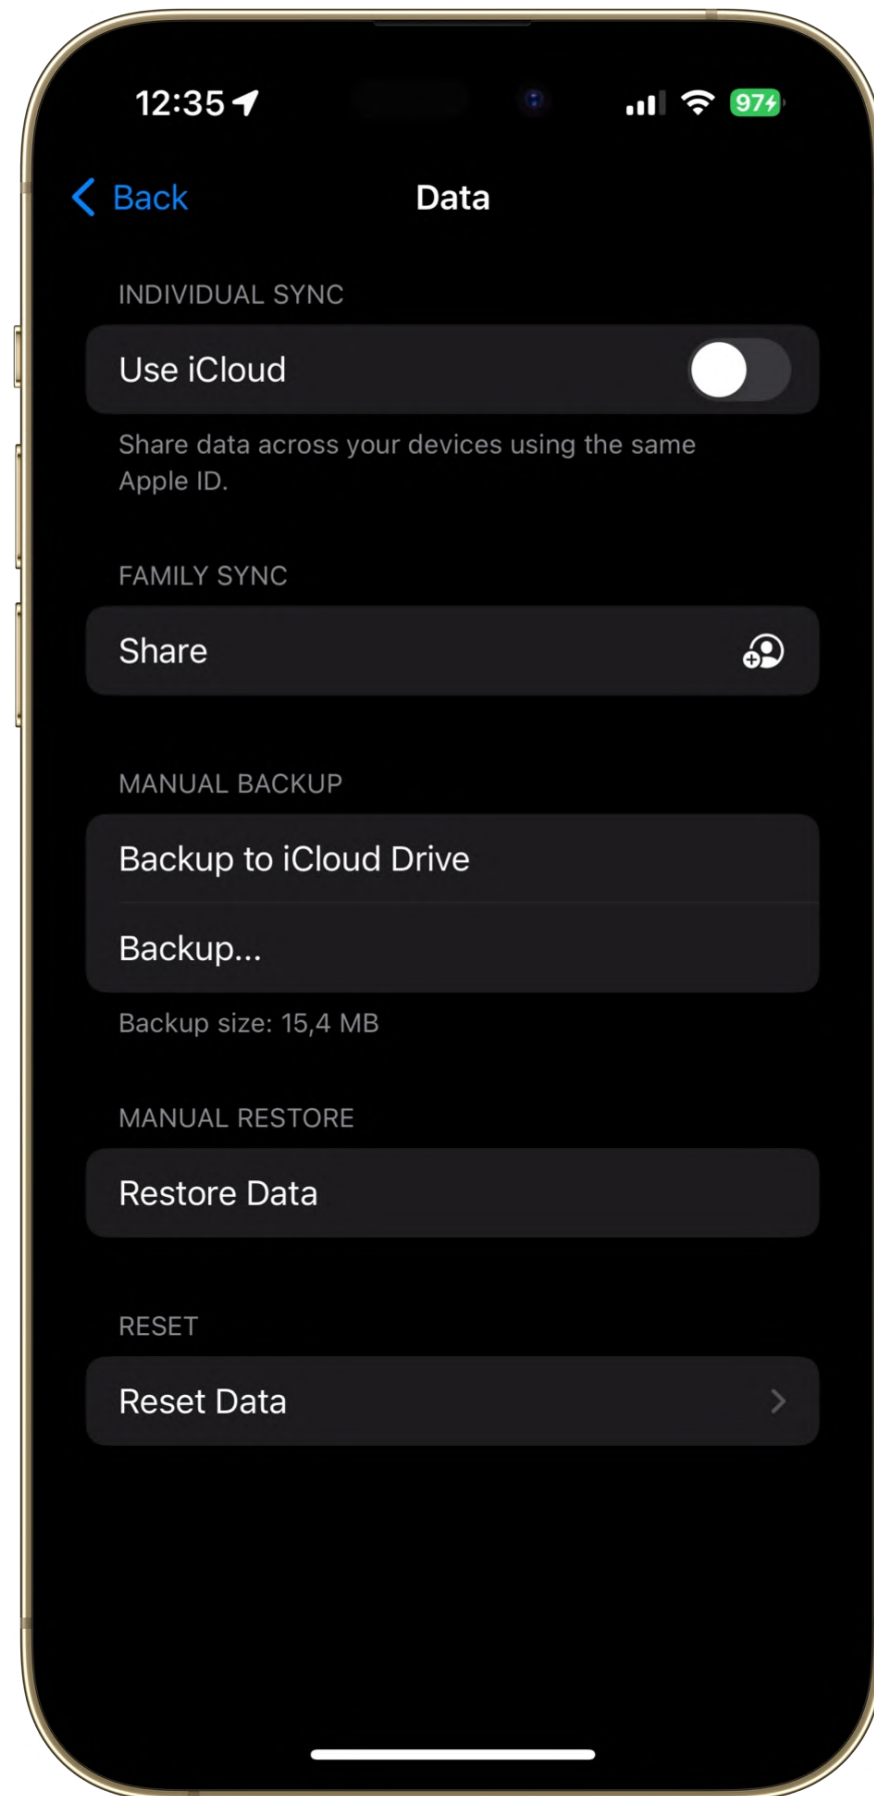 12:35
97
Back
Data
INDIVIDUAL SYNC
Use iCloud
Share data across your devices using the same
Apple ID.
FAMILY SYNC
Share
MANUAL BACKUP
Backup to iCloud Drive
Backup...
Backup size: 15,4 MB
MANUAL RESTORE
Restore Data
RESET
Reset Data